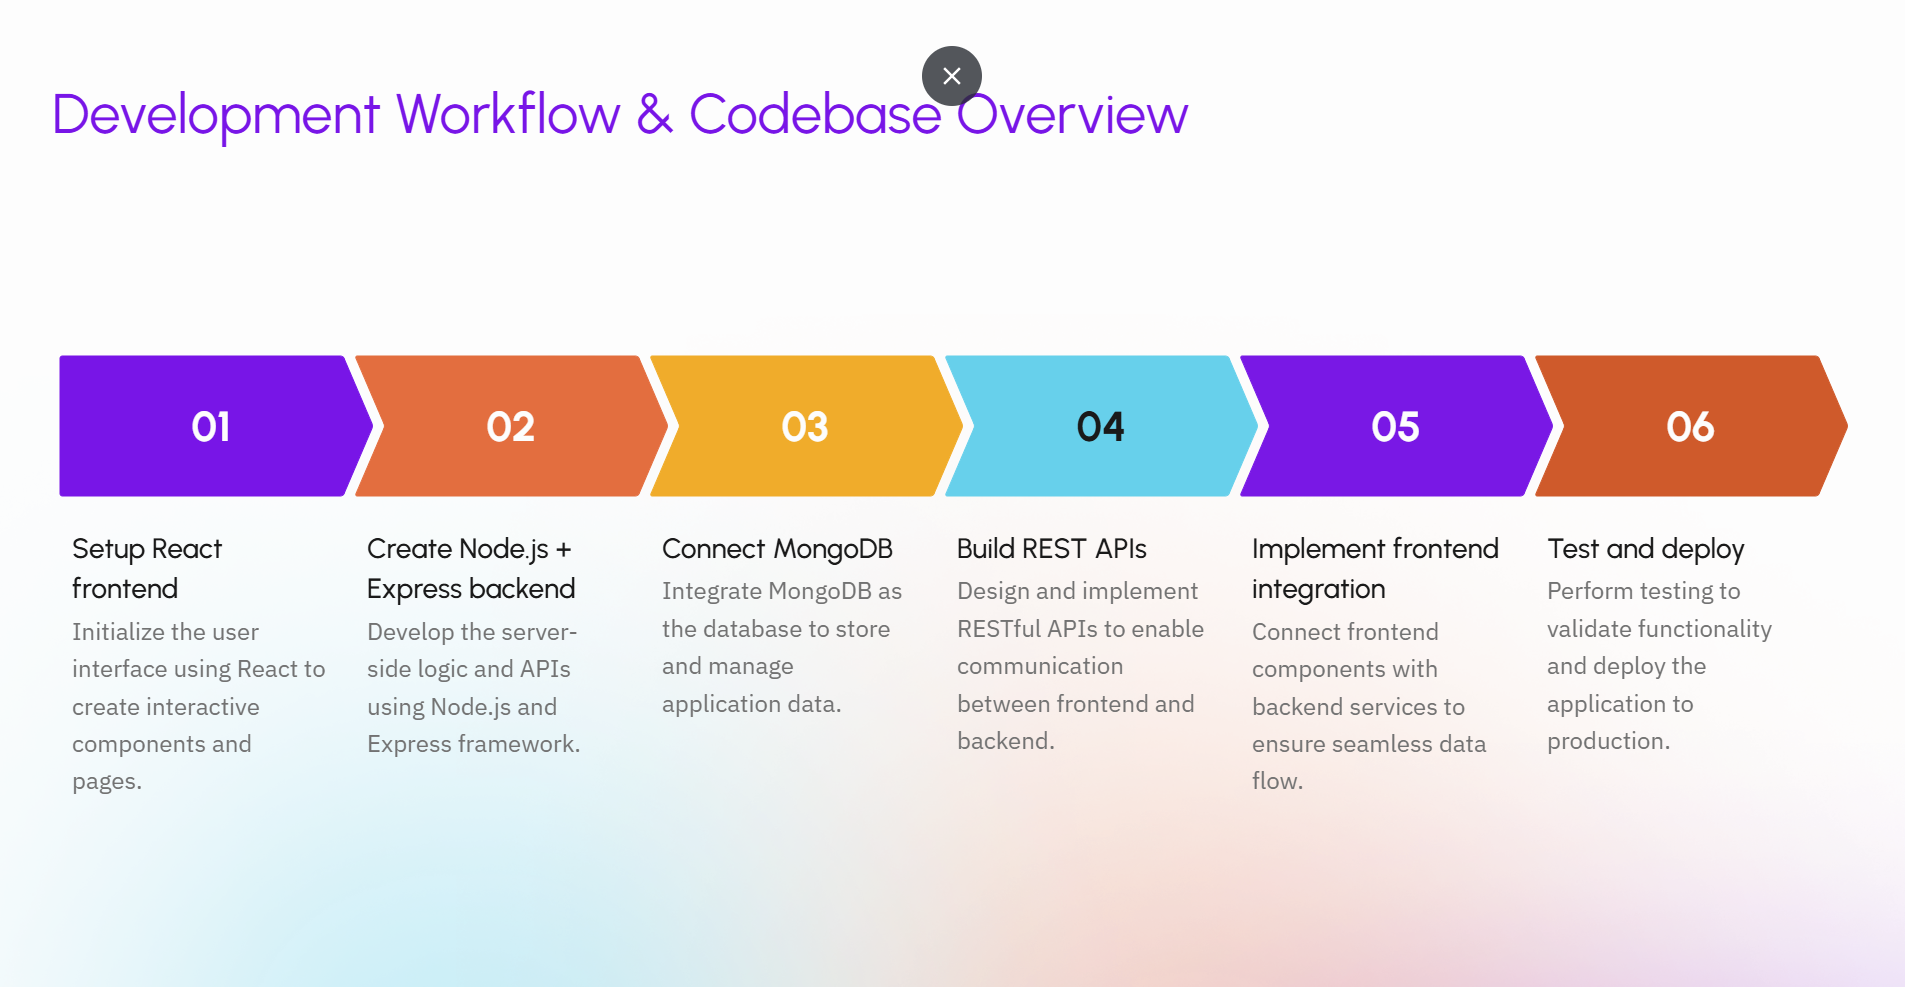 Development Workflow & Codebase Overview
01
02
03
04
05
06
Setup React
frontend
Initialize the user
interface using React to
create interactive
components and
pages.
Create Node.js +
Express backend
Develop the server-
side logic and APIs
using Node.js and
Express framework.
Connect MongoDB
Integrate MongoDB as
the database to store
and manage
application data.
Build REST APIs
Design and implement
RESTful APIs to enable
communication
between frontend and
backend.
Implement frontend
integration
Connect frontend
components with
backend services to
ensure seamless data
flow.
Test and deploy
Perform testing to
validate functionality
and deploy the
application to
production.